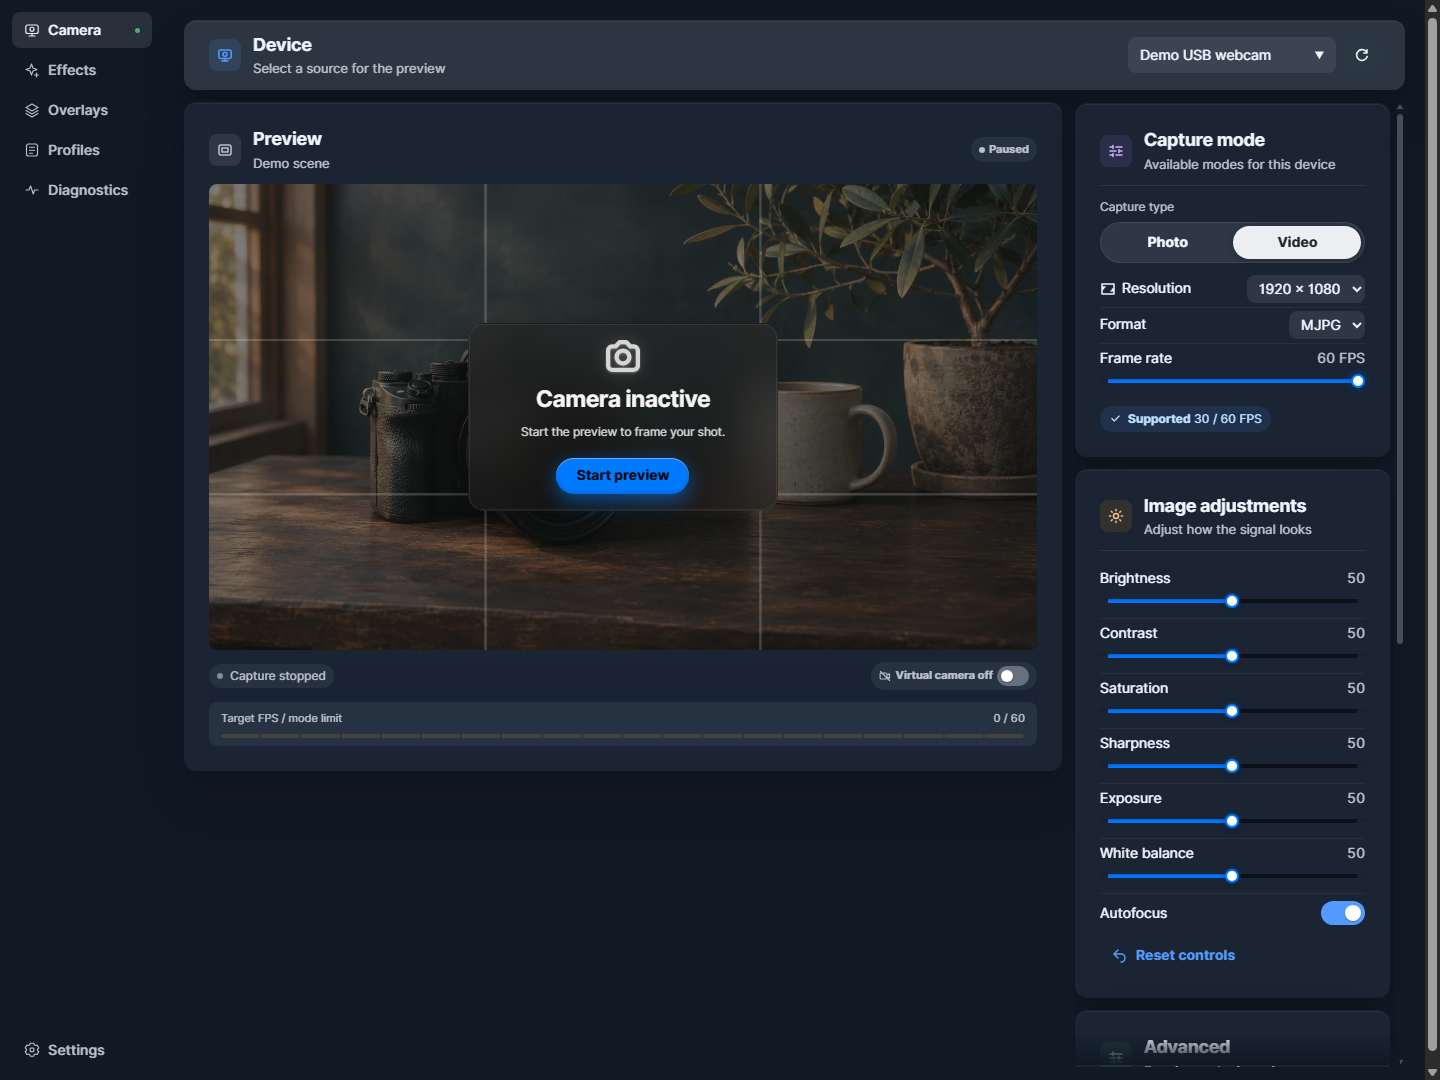 Camera
Effects
Overlays
Profiles
Diagnostics
Settings
Device
Select a source for the preview
Demo USB webcam
Preview
Demo scene
Paused
Camera inactive
Start the preview to frame your shot.
Start preview
Capture stopped
Virtual camera off
Target FPS / mode limit
0 / 60
Capture mode
Available modes for this device
Capture type
Photo
Video
Resolution
1920 × 1080
Format
MJPG
Frame rate
60 FPS
Supported 30 / 60 FPS
Image adjustments
Adjust how the signal looks
Brightness
50
Contrast
50
Saturation
50
Sharpness
50
Exposure
50
White balance
50
Autofocus
Reset controls
Advanced